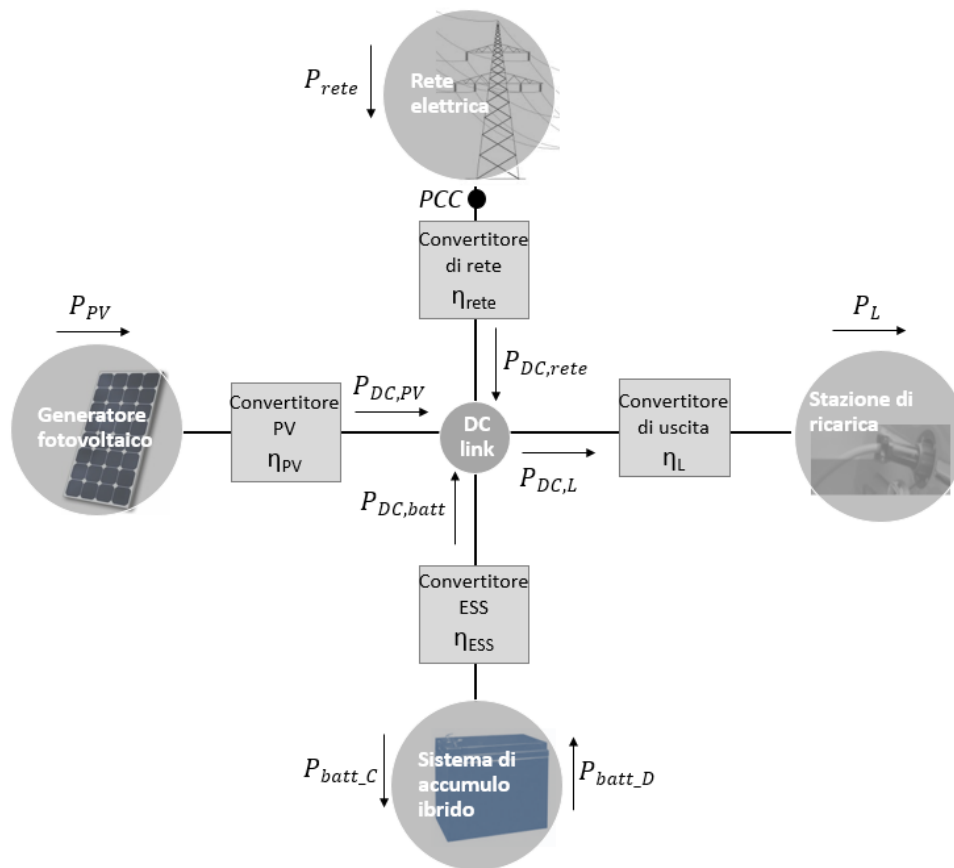 P_rete
Rete
elettrica
PCC
Convertitore
di rete
η_rete
P_PV
P_L
P_DC,rete
Generatore
fotovoltaico
Convertitore
PV
η_PV
P_DC,PV
DC
link
Convertitore
di uscita
η_L
Stazione di
ricarica
P_DC,L
P_DC,batt
Convertitore
ESS
η_ESS
P_batt_C
Sistema di
accumulo
ibrido
P_batt_D